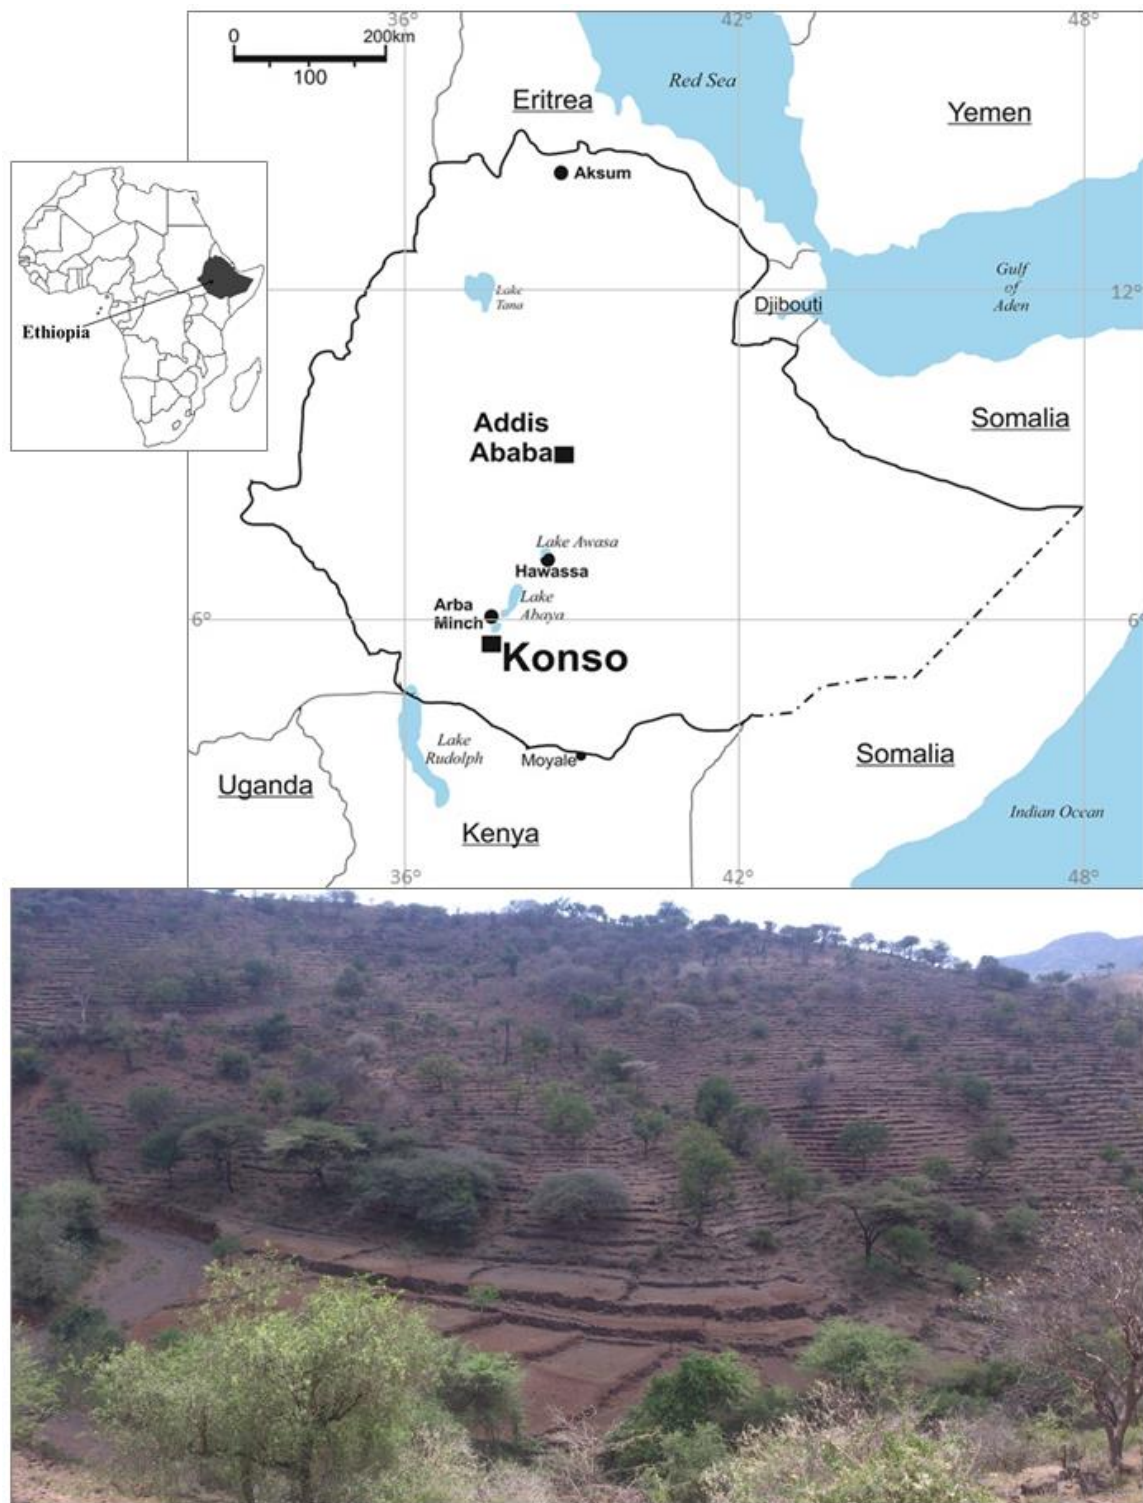 36°
42°
48°
0
200km
100
Red Sea
Eritrea
Yemen
Aksum
Gulf
of
Aden
Lake
Tana
12°
Djibouti
Ethiopia
Addis
Ababa
Somalia
Lake Awasa
Hawassa
Lake
Abaya
Arba
Minch
6°
6°
Konso
Lake
Rudolph
Moyale
Somalia
Uganda
Kenya
Indian Ocean
36°
42°
48°